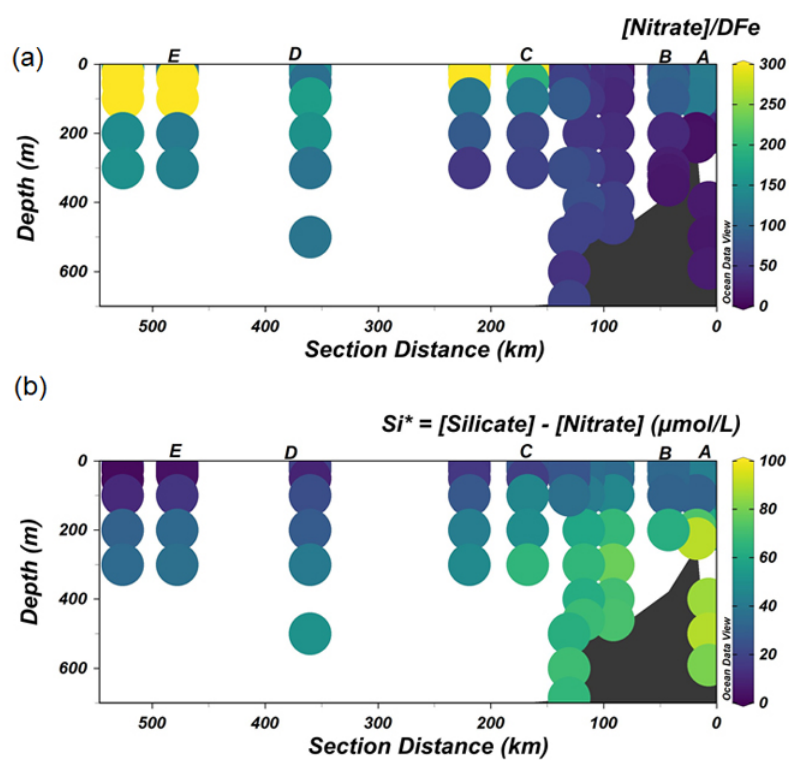 [Nitrate]/DFe
(a)
E D C B A
0 300
200 250
400 200
600 150
100
50
0
Depth (m)
Ocean Data View
500 400 300 200 100 0
Section Distance (km)
(b)
Si* = [Silicate] - [Nitrate] (μmol/L)
E D C B A
0 100
200 80
400 60
600 40
20
0
Depth (m)
Ocean Data View
500 400 300 200 100 0
Section Distance (km)